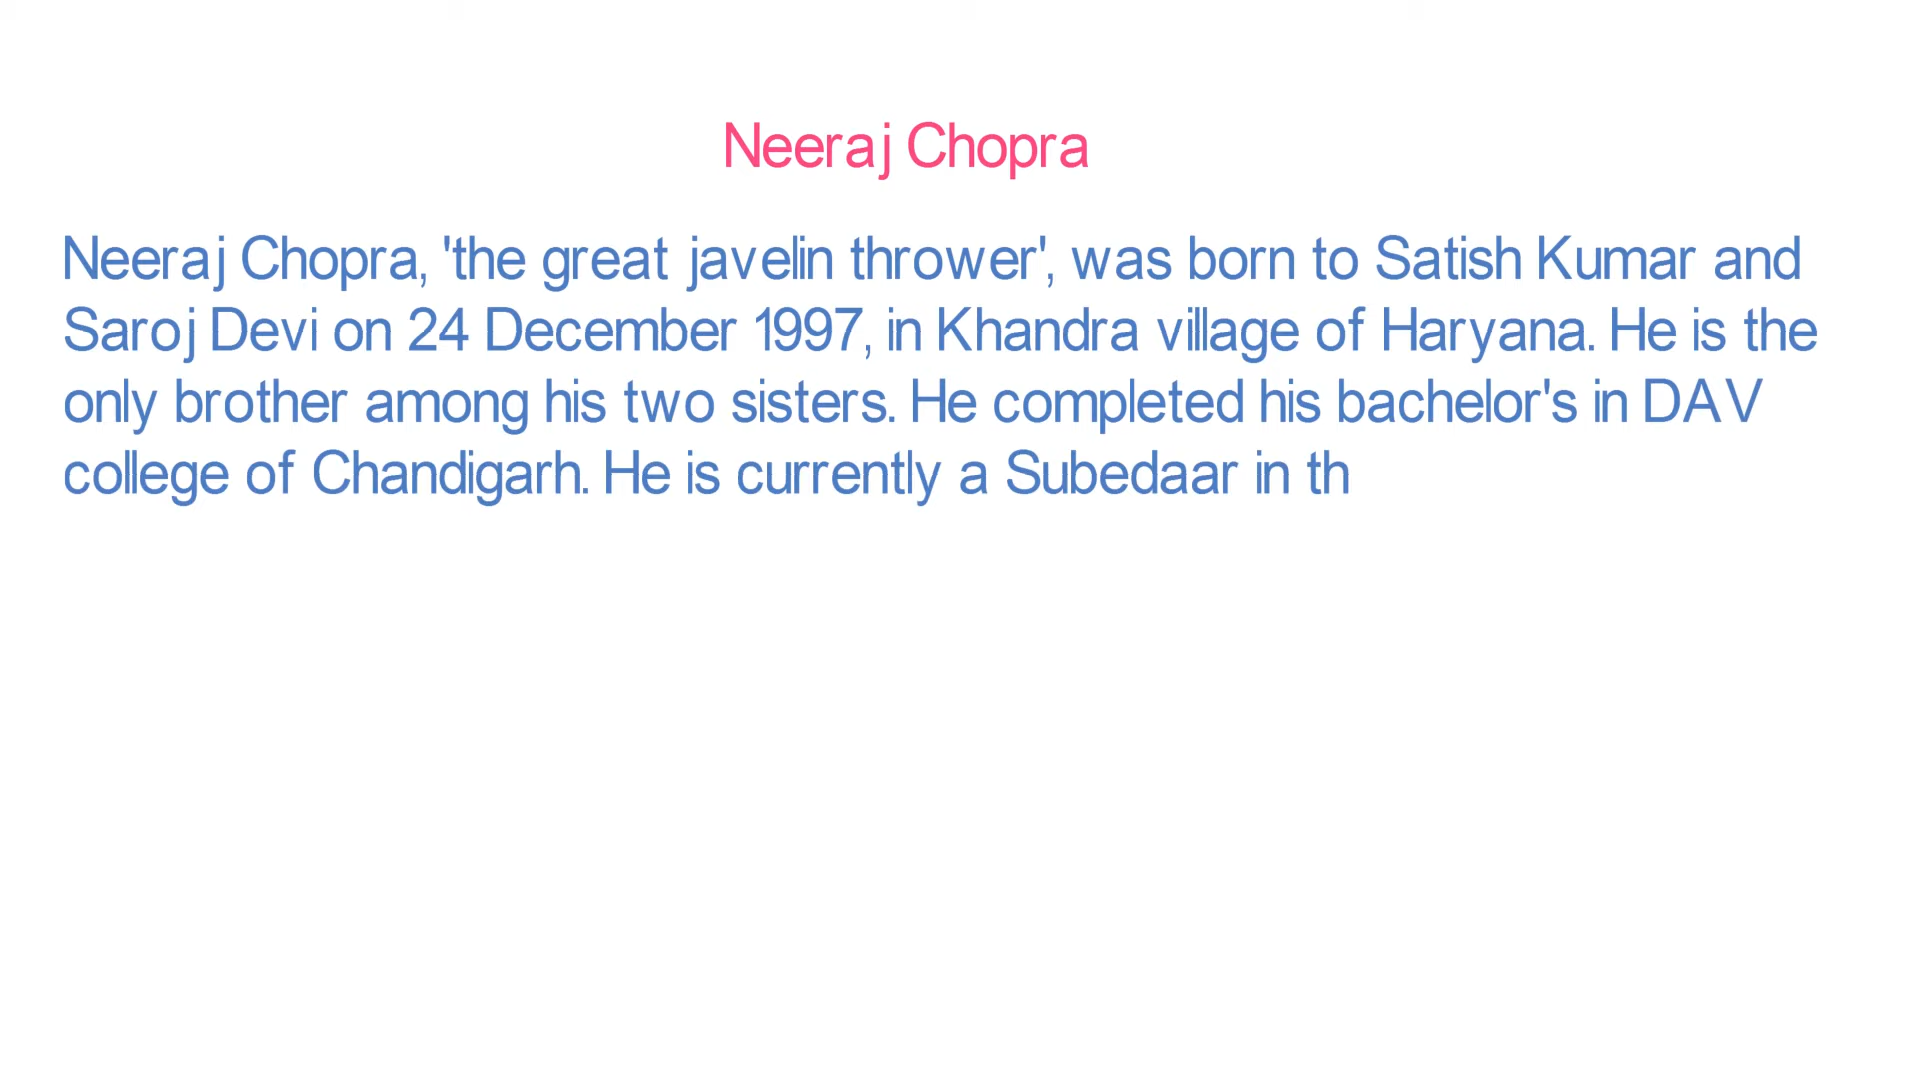 Neeraj Chopra
Neeraj Chopra, 'the great javelin thrower', was born to Satish Kumar and
Saroj Devi on 24 December 1997, in Khandra village of Haryana. He is the
only brother among his two sisters. He completed his bachelor's in DAV
college of Chandigarh. He is currently a Subedaar in th